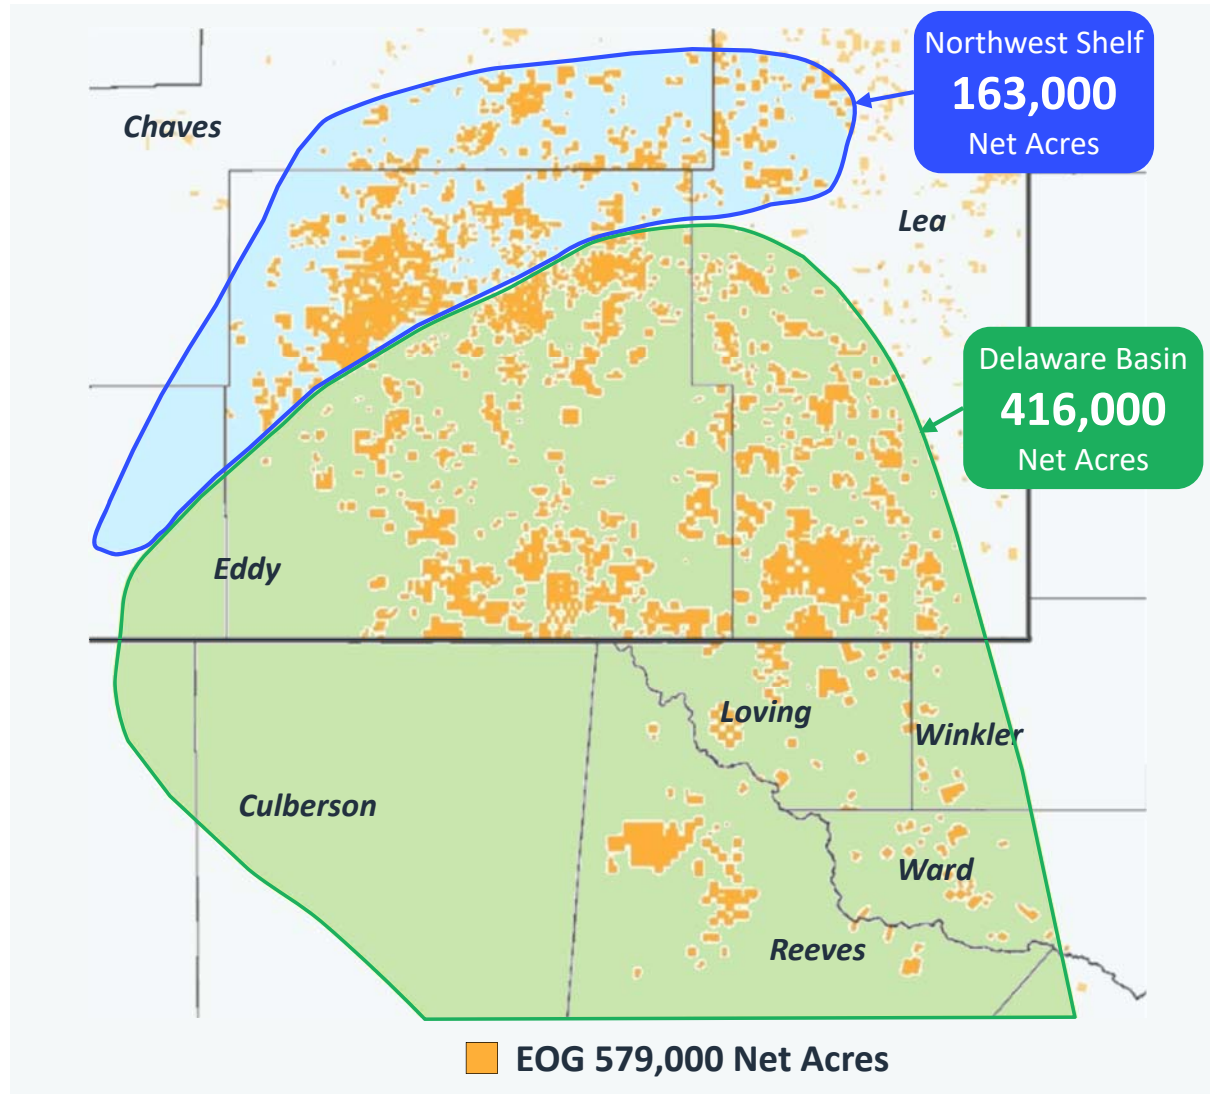 Northwest Shelf
163,000
Net Acres
Chaves
Lea
Delaware Basin
416,000
Net Acres
Eddy
Loving
Winkler
Culberson
Ward
Reeves
EOG 579,000 Net Acres